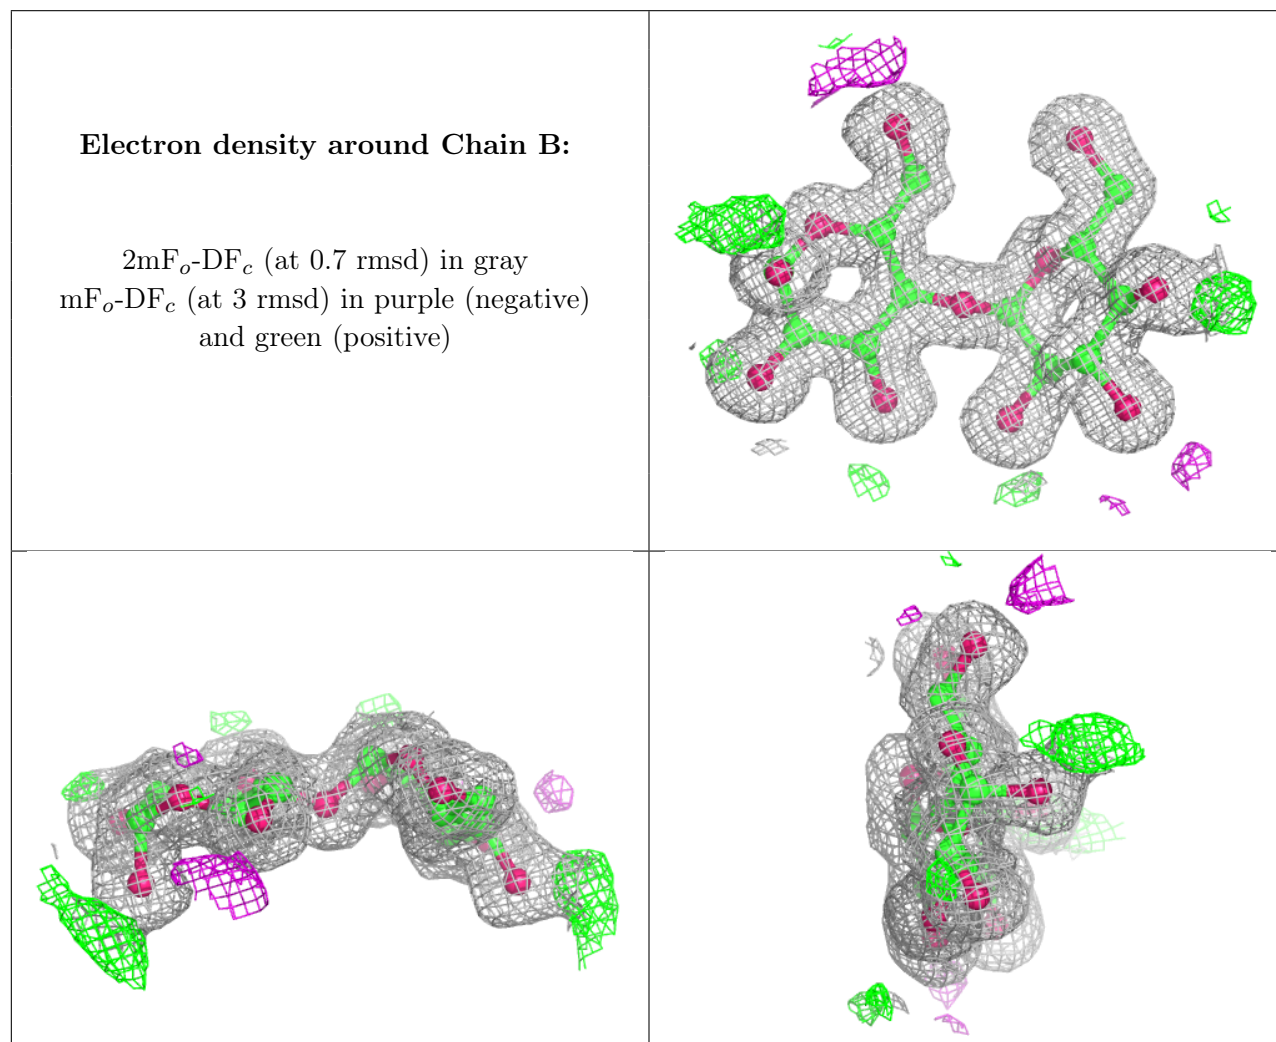 Electron density around Chain B:
2mFₒ-DF𝒸 (at 0.7 rmsd) in gray
mFₒ-DF𝒸 (at 3 rmsd) in purple (negative)
and green (positive)